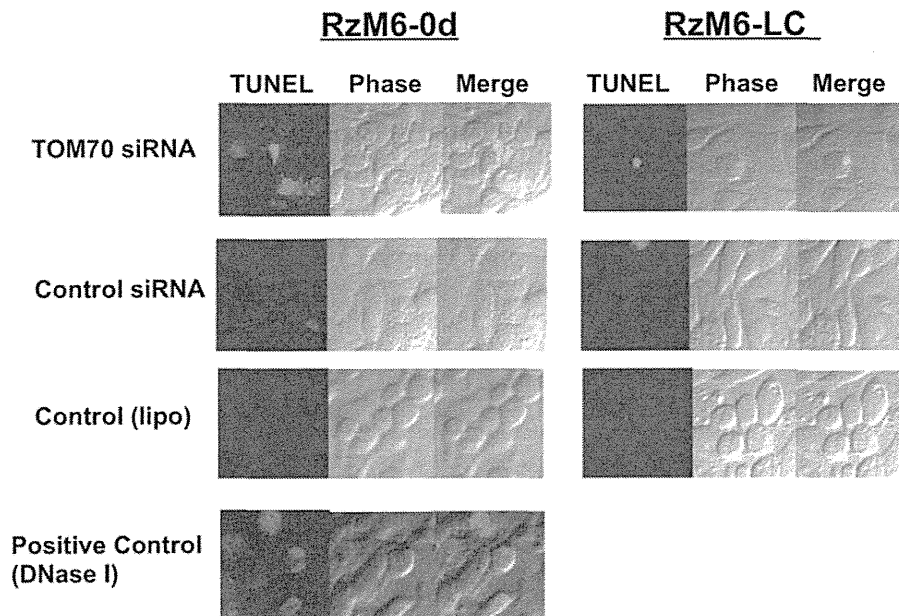 RzM6-0d RzM6-LC
TUNEL Phase Merge TUNEL Phase Merge
TOM70 siRNA
Control siRNA
Control (lipo)
Positive Control
(DNase I)